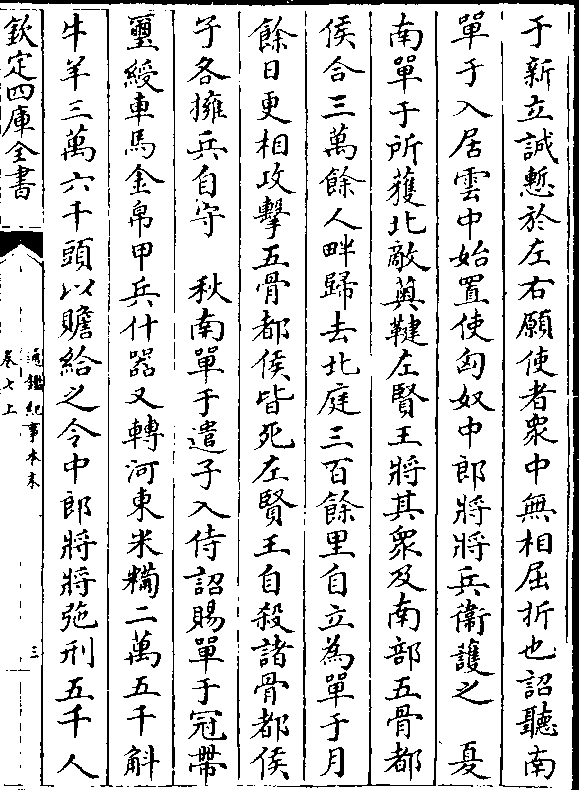 于新立誠慙於左右願使者衆中無相屈折也詔聽南
單于入居雲中始置使匈奴中郎將將兵衞護之　夏
南單于所獲北敵薁鞬左賢王將其衆及南部五骨都
侯合三萬餘人畔歸去北庭三百餘里自立為單于月
餘日更相攻擊五骨都侯皆死左賢王自殺諸骨都侯
子各擁兵自守　秋南單于遣子入侍詔賜單于冠帶
璽綬車馬金帛甲兵什器又轉河東米糒二萬五千斛
牛羊三萬六千頭以贍給之令中郎將將弛刑五千人
欽定四庫全書
通鑑紀事本末
卷七上
三